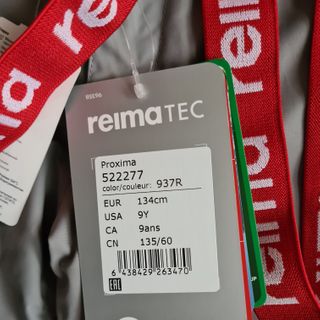 reima
reima
reima
reimaTEC
Proxima
522277
color/couleur: 937R
EUR 134cm
USA 9Y
CA 9ans
CN 135/60
6 438429 263470
EAC